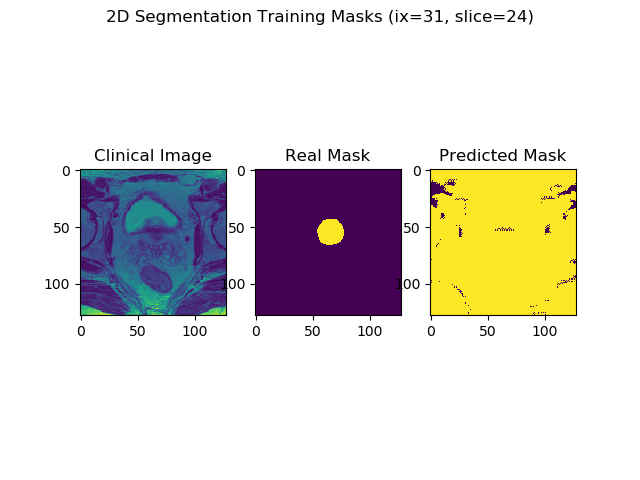 2D Segmentation Training Masks (ix=31, slice=24)
Clinical Image Real Mask Predicted Mask
0 0 0
50 50 50
100 100 100
0 50 100 0 50 100 0 50 100